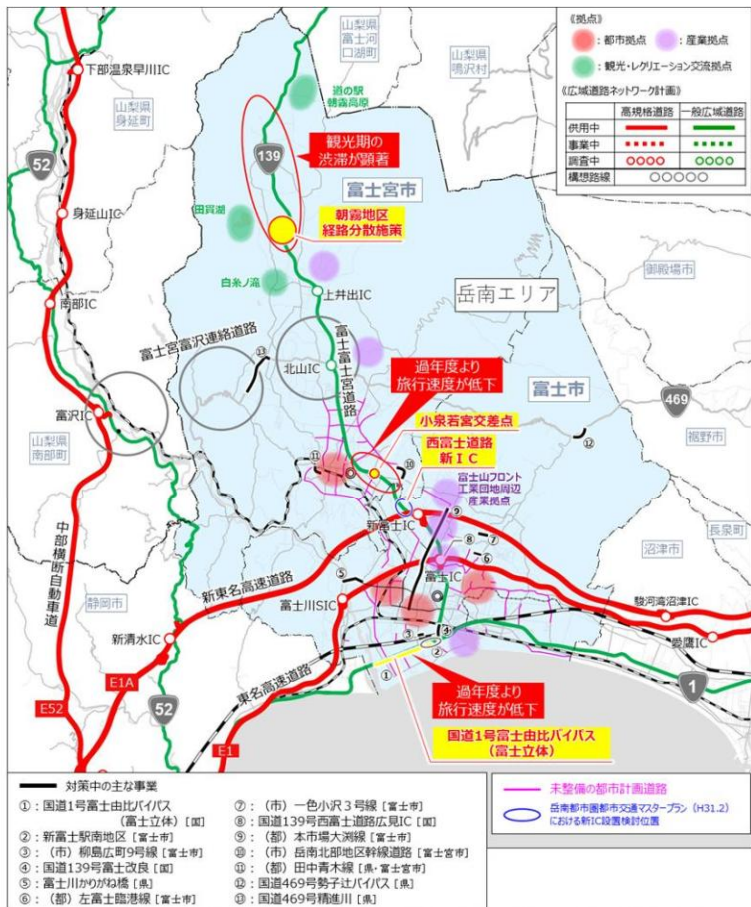 山梨県
富士河
口湖町
山梨県
鳴沢村
《拠点》
：都市拠点
：産業拠点
：観光・レクリエーション交流拠点
《広域道路ネットワーク計画》
高規格道路
一般広域道路
供用中
事業中
調査中
構想路線
下部温泉早川IC
山梨県
身延町
52
道の駅
朝霧高原
139
観光期の
渋滞が顕著
富士宮市
田貫湖
朝霧地区
経路分散施策
身延山IC
御殿場市
白糸ノ滝
上井出IC
岳南エリア
南部IC
富士宮富沢連絡道路
⑬
北山IC
富士富士宮道路
過年度より
旅行速度が低下
富士市
469
富沢IC
山梨県
南部町
小泉若宮交差点
⑫
裾野市
西富士道路
新IC
⑪
⑩
富士山フロント
工業団地周辺
産業拠点
⑨
新富士IC
⑦
長泉町
中部横断自動車道
⑧
沼津市
⑥
⑤
富士IC
静岡市
新東名高速道路
富士川SIC
駿河湾沼津IC
新清水IC
③
④
愛鷹IC
②
E1A
東名高速道路
①
52
過年度より
旅行速度が低下
1
E52
E1
国道1号富士由比バイパス
（富士立体）
対策中の主な事業
①：国道1号富士由比バイパス
（富士立体）［国］
②：新富士駅南地区［富士市］
③：（市）柳島広町9号線［富士市］
④：国道139号富士改良［国］
⑤：富士川かりがね橋［県］
⑥：（都）左富士臨港線［富士市］
⑦：（市）一色小沢３号線［富士市］
⑧：国道139号西富士道路広見IC［国］
⑨：（都）本市場大渕線［富士市］
⑩：（市）岳南北部地区幹線道路［富士宮市］
⑪：（都）田中青木線［県・富士宮市］
⑫：国道469号勢子辻バイパス［県］
⑬：国道469号精進川［県］
未整備の都市計画道路
岳南都市圏都市交通マスタープラン（H31.2）
における新IC設置検討位置